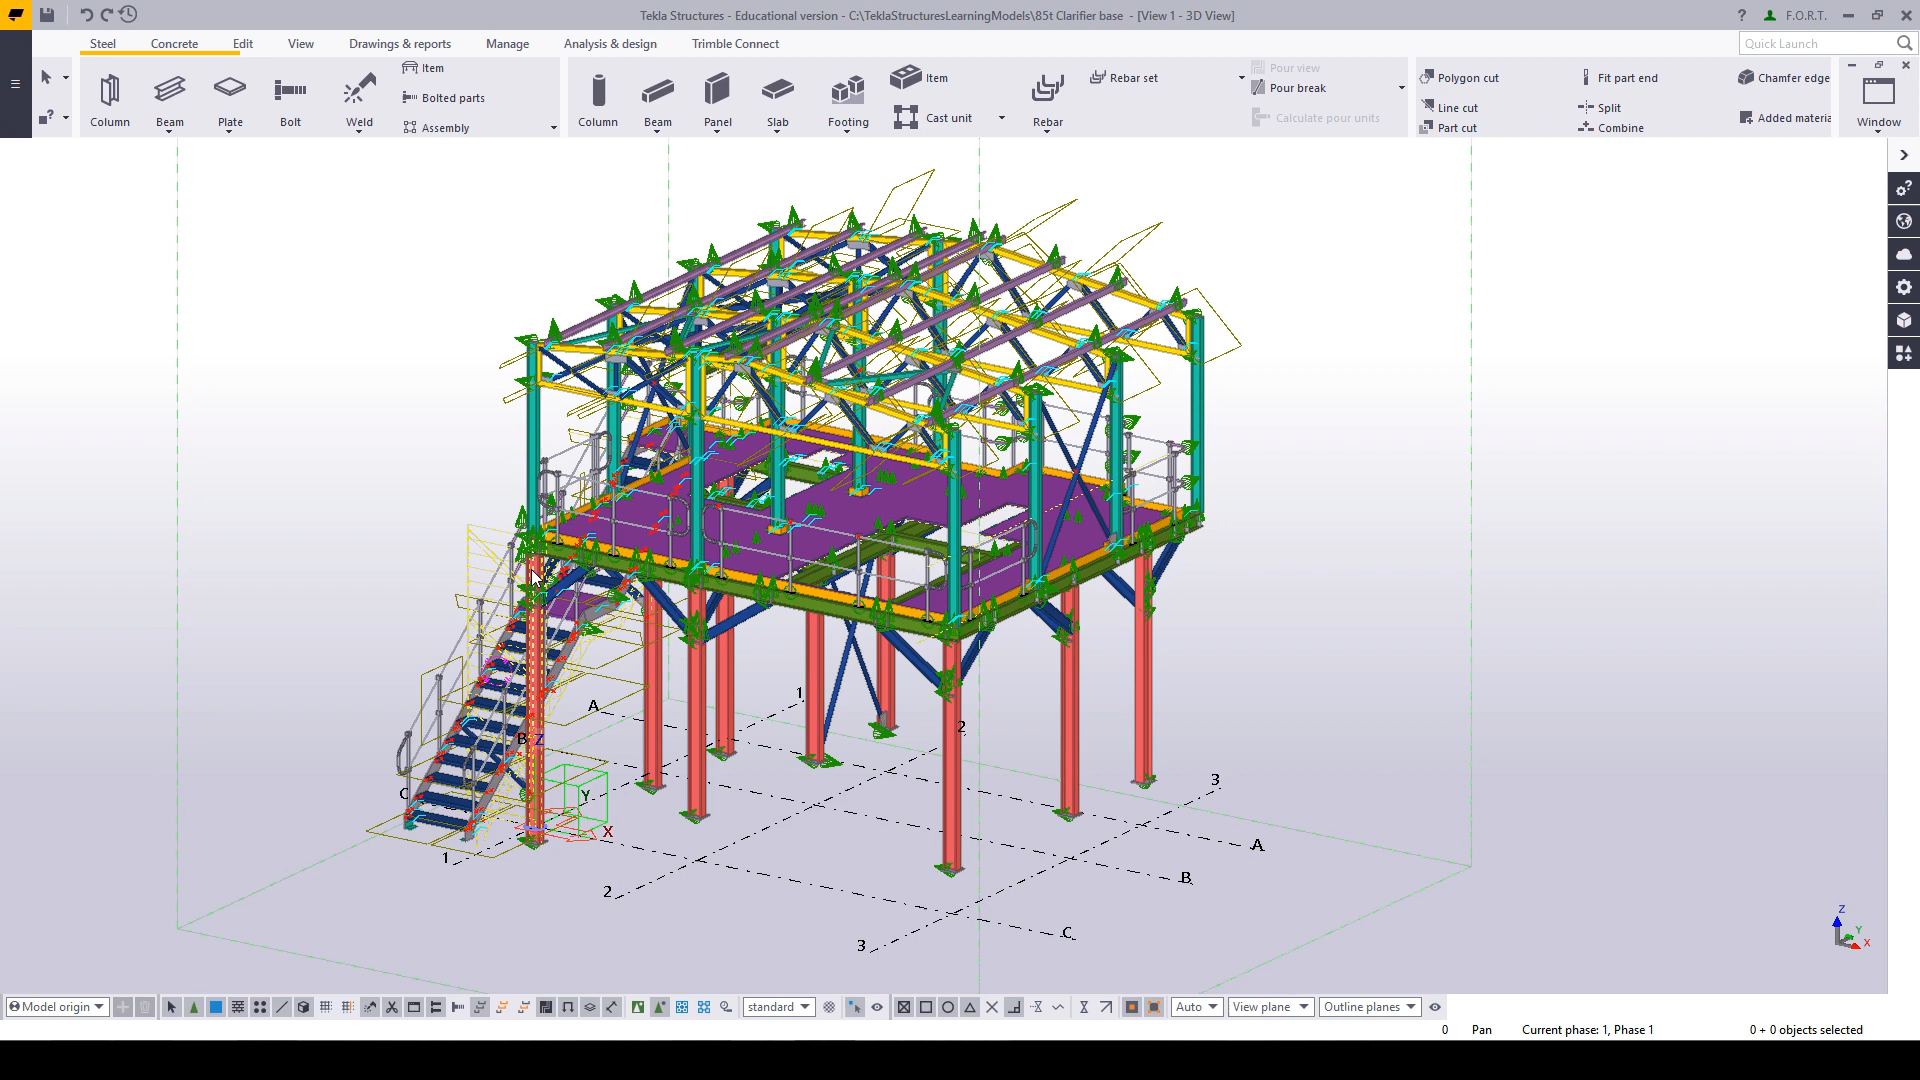 Tekla Structures - Educational version - C:\TeklaStructuresLearningModels\85t Clarifier base - [View 1 - 3D View]
? F.O.R.T.
Steel Concrete Edit View Drawings & reports Manage Analysis & design Trimble Connect
Quick Launch
Column
Beam
Plate
Bolt
Weld
Item
Bolted parts
Assembly
Column
Beam
Panel
Slab
Footing
Item
Cast unit
Rebar
Rebar set
Pour view
Pour break
Calculate pour units
Polygon cut
Line cut
Part cut
Fit part end
Split
Combine
Chamfer edge
Added materia
Window
A
1
2
B Z
3
C
Y
X
A
1
B
2
C
3
Z
Y
X
Model origin
standard
Auto
View plane
Outline planes
0 Pan Current phase: 1, Phase 1 0 + 0 objects selected